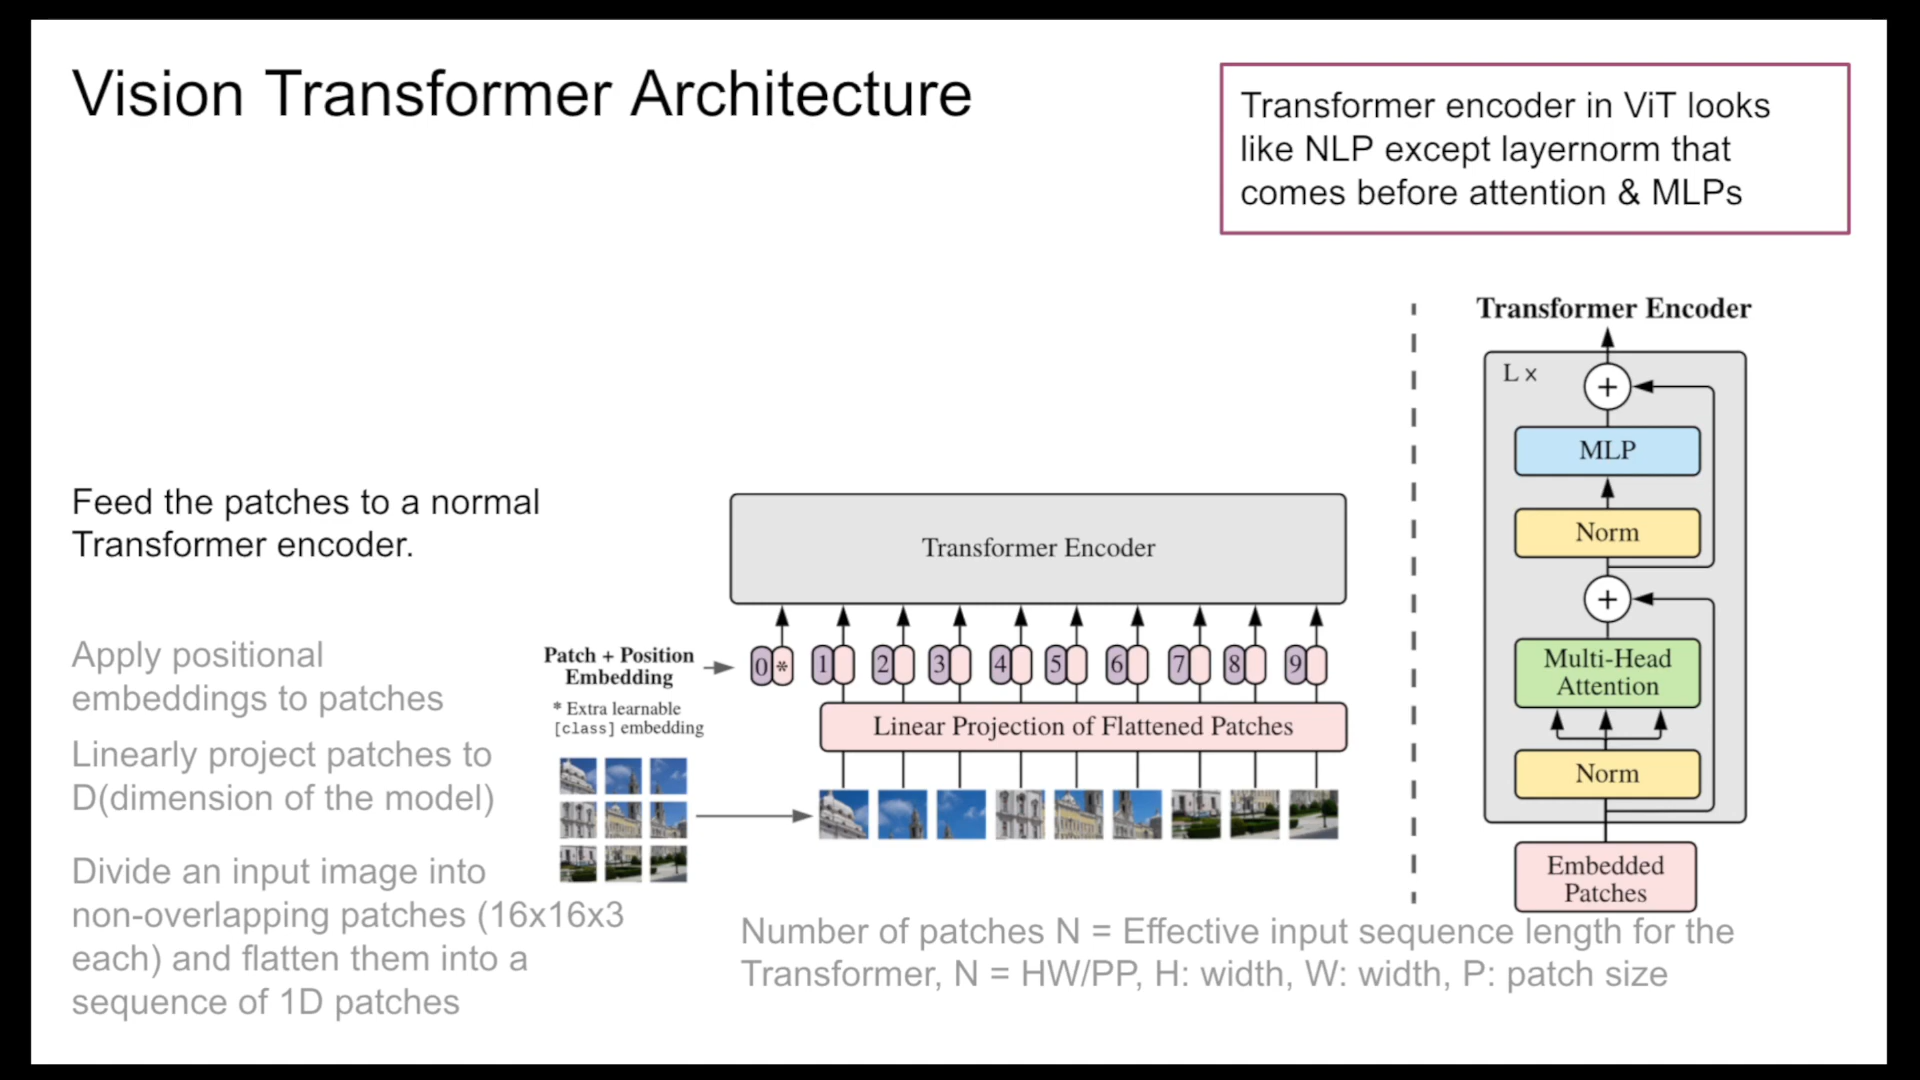 Vision Transformer Architecture
Transformer encoder in ViT looks
like NLP except layernorm that
comes before attention & MLPs
Feed the patches to a normal
Transformer encoder.
Apply positional
embeddings to patches
Linearly project patches to
D(dimension of the model)
Divide an input image into
non-overlapping patches (16x16x3
each) and flatten them into a
sequence of 1D patches
Transformer Encoder
Patch + Position
Embedding
* Extra learnable
[class] embedding
0 * 1 2 3 4 5 6 7 8 9
Linear Projection of Flattened Patches
Number of patches N = Effective input sequence length for the
Transformer, N = HW/PP, H: width, W: width, P: patch size
Transformer Encoder
L x
+
MLP
Norm
+
Multi-Head
Attention
Norm
Embedded
Patches